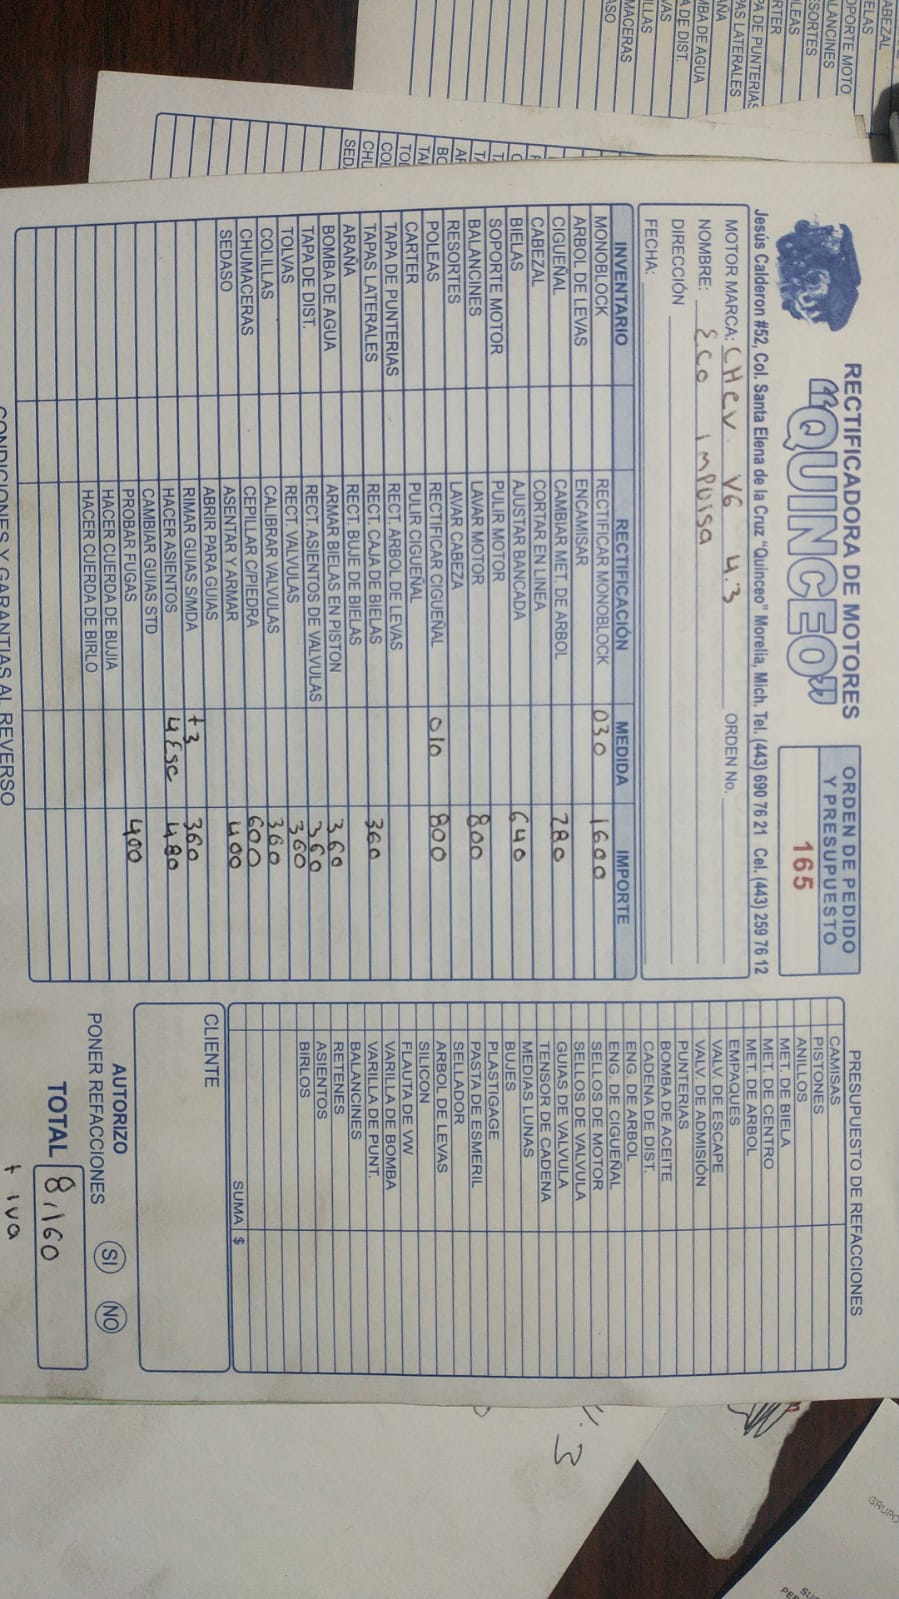 RECTIFICADORA DE MOTORES
"QUINCEO"
ORDEN DE PEDIDO
Y PRESUPUESTO
165
Jesús Calderon #52, Col. Santa Elena de la Cruz "Quinceo" Morelia, Mich. Tel. (443) 690 76 21 Cel. (443) 259 76 12
MOTOR MARCA: CHEV. V6 4.3 ORDEN No.
NOMBRE: Eco impulsa
DIRECCIÓN
FECHA:
INVENTARIO RECTIFICACIÓN MEDIDA IMPORTE
MONOBLOCK RECTIFICAR MONOBLOCK 030 1600
ARBOL DE LEVAS ENCAMISAR
CIGUEÑAL CAMBIAR MET. DE ARBOL 280
CABEZAL CORTAR EN LINEA
BIELAS AJUSTAR BANCADA 640
SOPORTE MOTOR PULIR MOTOR
BALANCINES LAVAR MOTOR 800
RESORTES LAVAR CABEZA
POLEAS RECTIFICAR CIGUEÑAL 010 800
CARTER PULIR CIGUEÑAL
TAPA DE PUNTERIAS RECT. ARBOL DE LEVAS
TAPAS LATERALES RECT. CAJA DE BIELAS 360
ARAÑA RECT. BUJE DE BIELAS
BOMBA DE AGUA ARMAR BIELAS EN PISTON 360
TAPA DE DIST. RECT. ASIENTOS DE VALVULAS 360
TOLVAS RECT. VALVULAS 360
COLILLAS CALIBRAR VALVULAS 360
CHUMACERAS CEPILLAR C/PIEDRA 600
SEDASO ASENTAR Y ARMAR 400
ABRIR PARA GUIAS
RIMAR GUIAS S/MDA +3 360
HACER ASIENTOS 4 Esc 480
CAMBIAR GUIAS STD
PROBAR FUGAS 400
HACER CUERDA DE BUJIA
HACER CUERDA DE BIRLO
CONDICIONES Y GARANTIAS AL REVERSO
PRESUPUESTO DE REFACCIONES
CAMISAS
PISTONES
ANILLOS
MET. DE BIELA
MET. DE CENTRO
MET. DE ARBOL
EMPAQUES
VALV. DE ESCAPE
VALV. DE ADMISIÓN
PUNTERIAS
BOMBA DE ACEITE
CADENA DE DIST.
ENG. DE ARBOL
ENG. DE CIGUEÑAL
SELLOS DE MOTOR
SELLOS DE VALVULA
GUIAS DE VALVULA
TENSOR DE CADENA
MEDIAS LUNAS
BUJES
PLASTIGAGE
PASTA DE ESMERIL
SELLADOR
ARBOL DE LEVAS
SILICON
FLAUTA DE VW
VARILLA DE BOMBA
VARILLA DE PUNT.
BALANCINES
RETENES
ASIENTOS
BIRLOS
SUMA $
CLIENTE
AUTORIZO
PONER REFACCIONES SI NO
TOTAL 8,160
+ iva